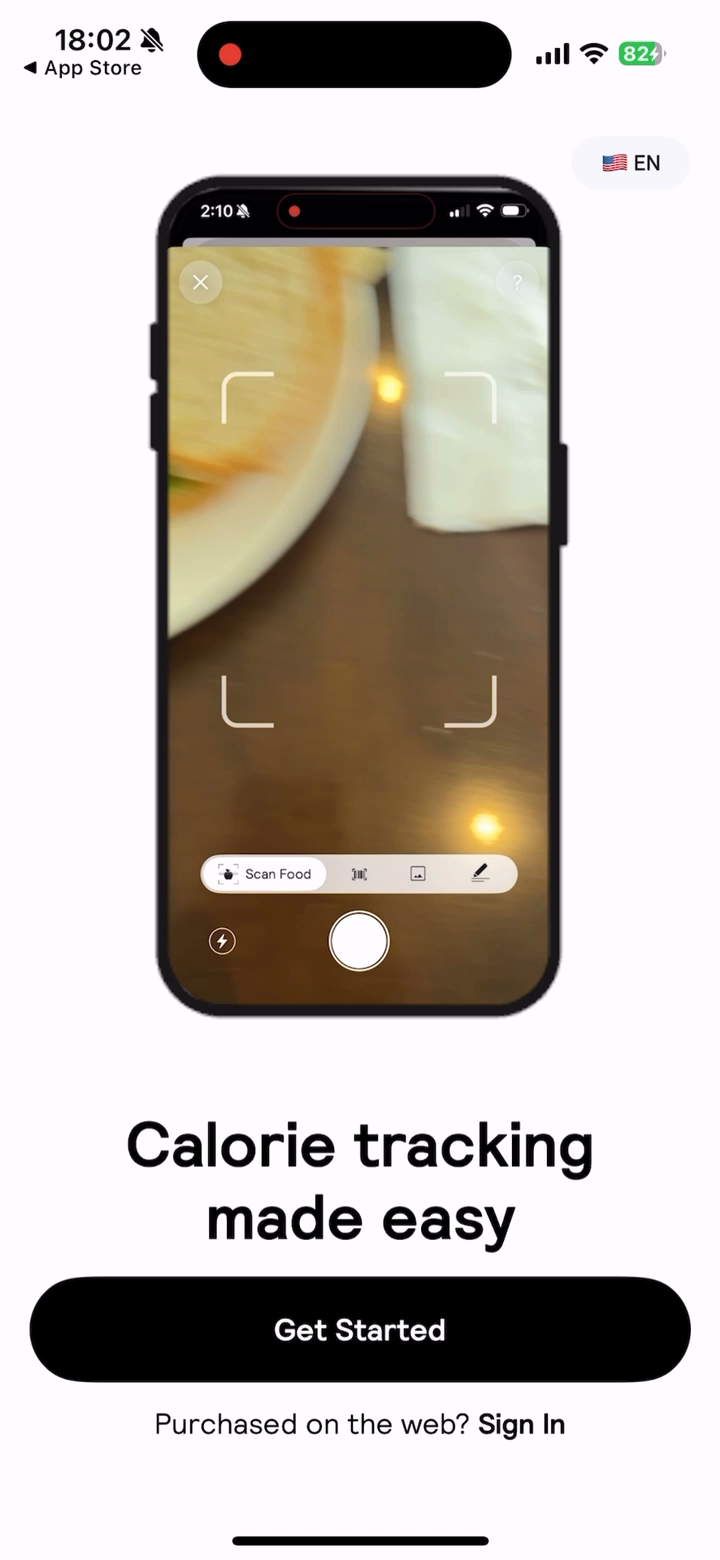 18:02
◀ App Store
82
🇺🇸 EN
2:10
?
Scan Food
Calorie tracking
made easy
Get Started
Purchased on the web? Sign In